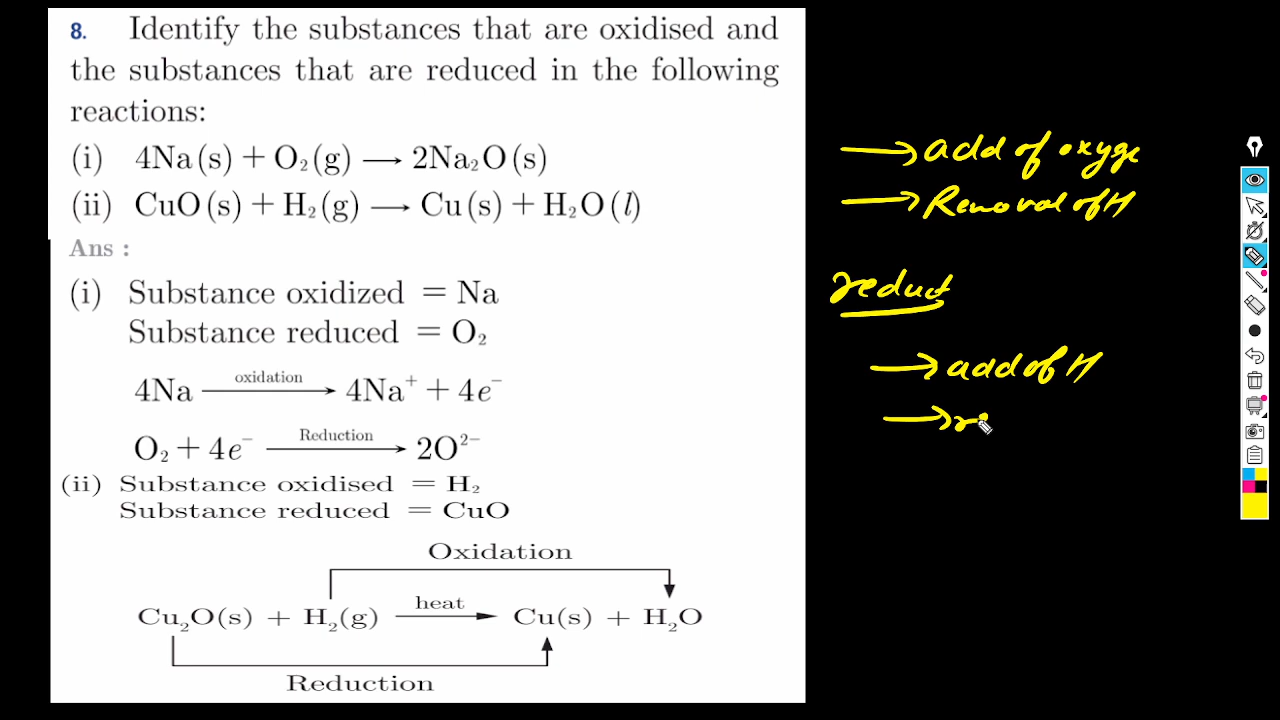 8. Identify the substances that are oxidised and
the substances that are reduced in the following
reactions:
(i) 4Na(s) + O₂(g) ⟶ 2Na₂O(s)
(ii) CuO(s) + H₂(g) ⟶ Cu(s) + H₂O(l)
Ans :
(i) Substance oxidized = Na
Substance reduced = O₂
oxidation
4Na ⟶ 4Na⁺ + 4e⁻
Reduction
O₂ + 4e⁻ ⟶ 2O²⁻
(ii) Substance oxidised = H₂
Substance reduced = CuO
Oxidation
heat
Cu₂O(s) + H₂(g) ⟶ Cu(s) + H₂O
Reduction
→ add of oxyge
→ Removal of H
reduct
→ add of H
→